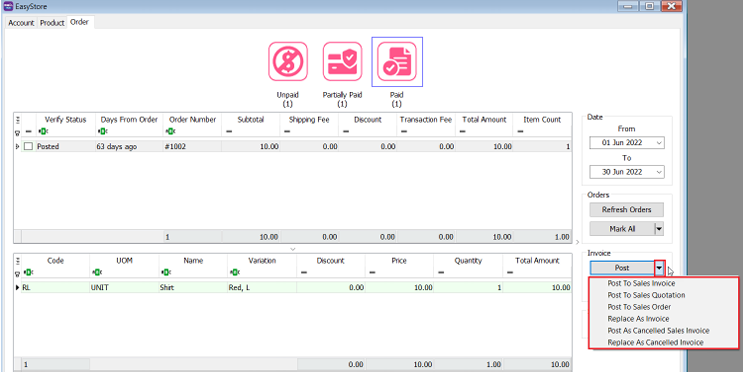 EasyStore
Account Product Order
Unpaid
(1)
Partially Paid
(1)
Paid
(1)
Verify Status Days From Order Order Number Subtotal Shipping Fee Discount Transaction Fee Total Amount Item Count
Posted 63 days ago #1002 10.00 0.00 0.00 0.00 10.00 1
1 10.00 0.00 0.00 0.00 10.00 1.00
Code UOM Name Variation Discount Price Quantity Total Amount
RL UNIT Shirt Red, L 0.00 10.00 1 10.00
1 0.00 10.00 1.00 10.00
Date
From
01 Jun 2022
To
30 Jun 2022
Orders
Refresh Orders
Mark All
Invoice
Post
Post To Sales Invoice
Post To Sales Quotation
Post To Sales Order
Replace As Invoice
Post As Cancelled Sales Invoice
Replace As Cancelled Invoice